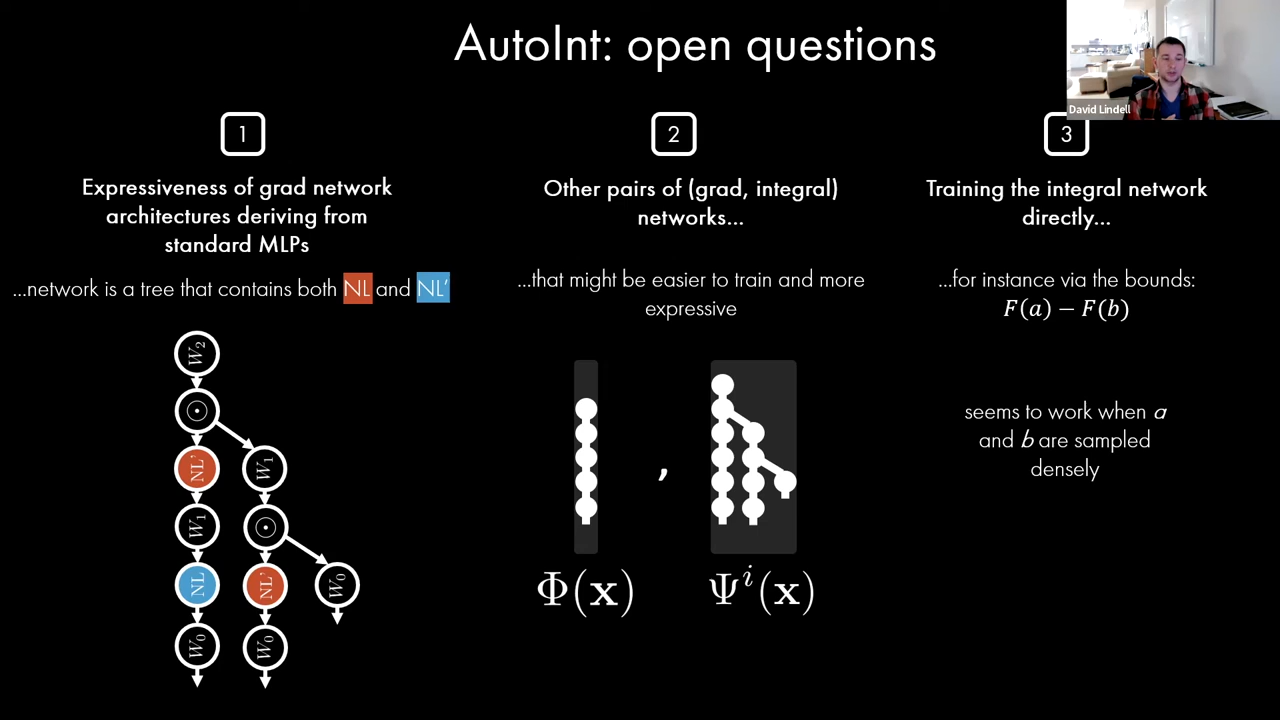 AutoInt: open questions
David Lindell
1
Expressiveness of grad network
architectures deriving from
standard MLPs
...network is a tree that contains both NL and NL'
W₂
⊙
NL'
W₁
W₁
⊙
NL
NL'
W₀
W₀
W₀
2
Other pairs of (grad, integral)
networks...
...that might be easier to train and more
expressive
,
Φ(x)
Ψⁱ(x)
3
Training the integral network
directly...
...for instance via the bounds:
F(a) − F(b)
seems to work when a
and b are sampled
densely